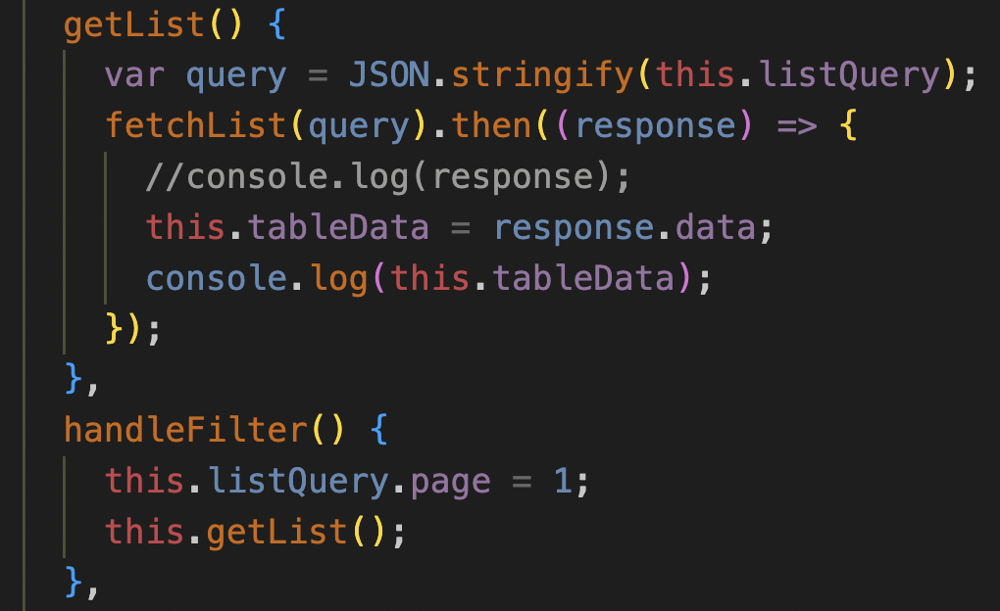 getList() {
var query = JSON.stringify(this.listQuery);
fetchList(query).then((response) => {
//console.log(response);
this.tableData = response.data;
console.log(this.tableData);
});
},
handleFilter() {
this.listQuery.page = 1;
this.getList();
},